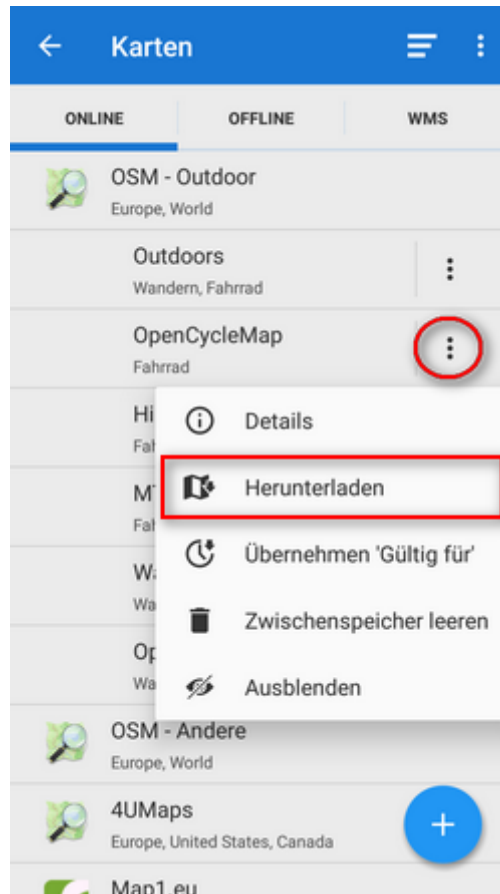 Karten
ONLINE OFFLINE WMS
OSM - Outdoor
Europe, World
Outdoors
Wandern, Fahrrad
OpenCycleMap
Fahrrad
Hi
Details
Herunterladen
Übernehmen 'Gültig für'
Zwischenspeicher leeren
Ausblenden
OSM - Andere
Europe, World
4UMaps
Europe, United States, Canada
Map1.eu